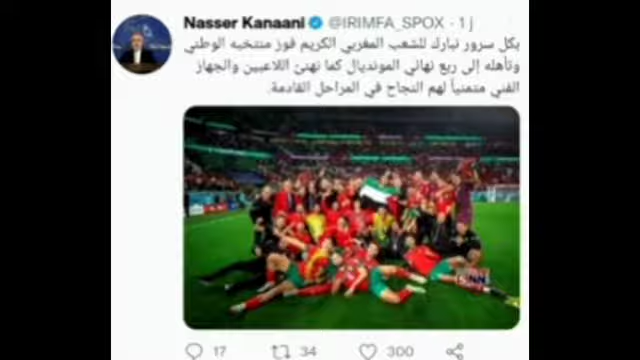 Nasser Kanaani @IRIMFA_SPOX · 1 j
بكل سرور نبارك للشعب المغربي الكريم فوز منتخبه الوطني
وتأهله إلى ربع نهائي المونديال كما نهنئ اللاعبين والجهاز
الفني متمنياً لهم النجاح في المراحل القادمة.
17 34 300